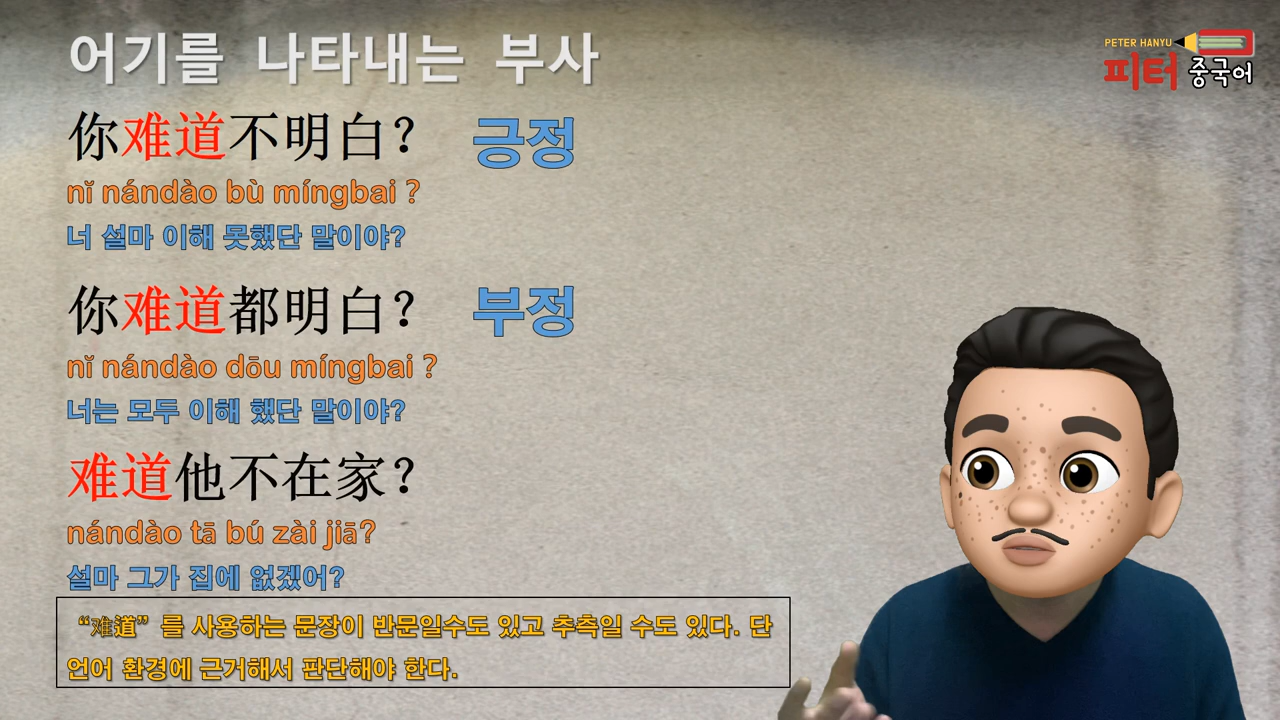 어기를 나타내는 부사
PETER HANYU
피터 중국어
你难道不明白? 긍정
nǐ nándào bù míngbai ?
너 설마 이해 못했단 말이야?
你难道都明白? 부정
nǐ nándào dōu míngbai ?
너는 모두 이해 했단 말이야?
难道他不在家?
nándào tā bú zài jiā?
설마 그가 집에 없겠어?
“难道”를 사용하는 문장이 반문일수도 있고 추측일 수도 있다. 단
언어 환경에 근거해서 판단해야 한다.